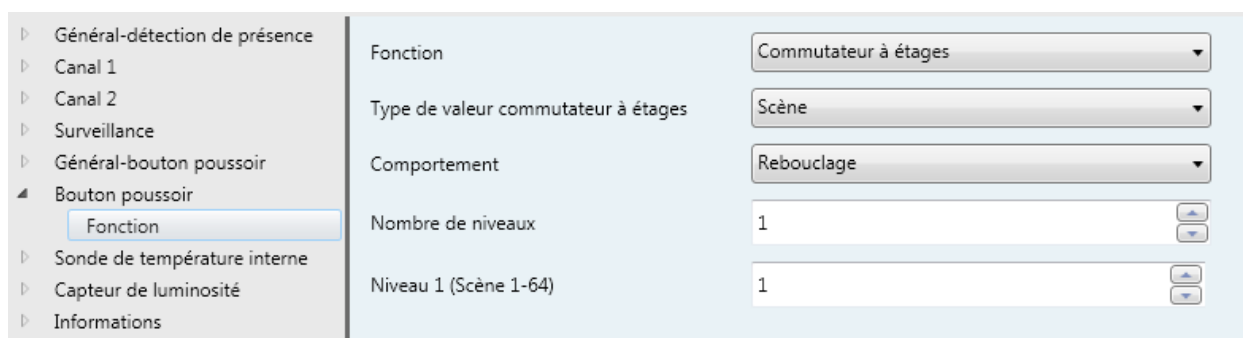 Général-détection de présence
Canal 1
Canal 2
Surveillance
Général-bouton poussoir
Bouton poussoir
Fonction
Sonde de température interne
Capteur de luminosité
Informations
Fonction
Commutateur à étages
Type de valeur commutateur à étages
Scène
Comportement
Rebouclage
Nombre de niveaux
1
Niveau 1 (Scène 1-64)
1